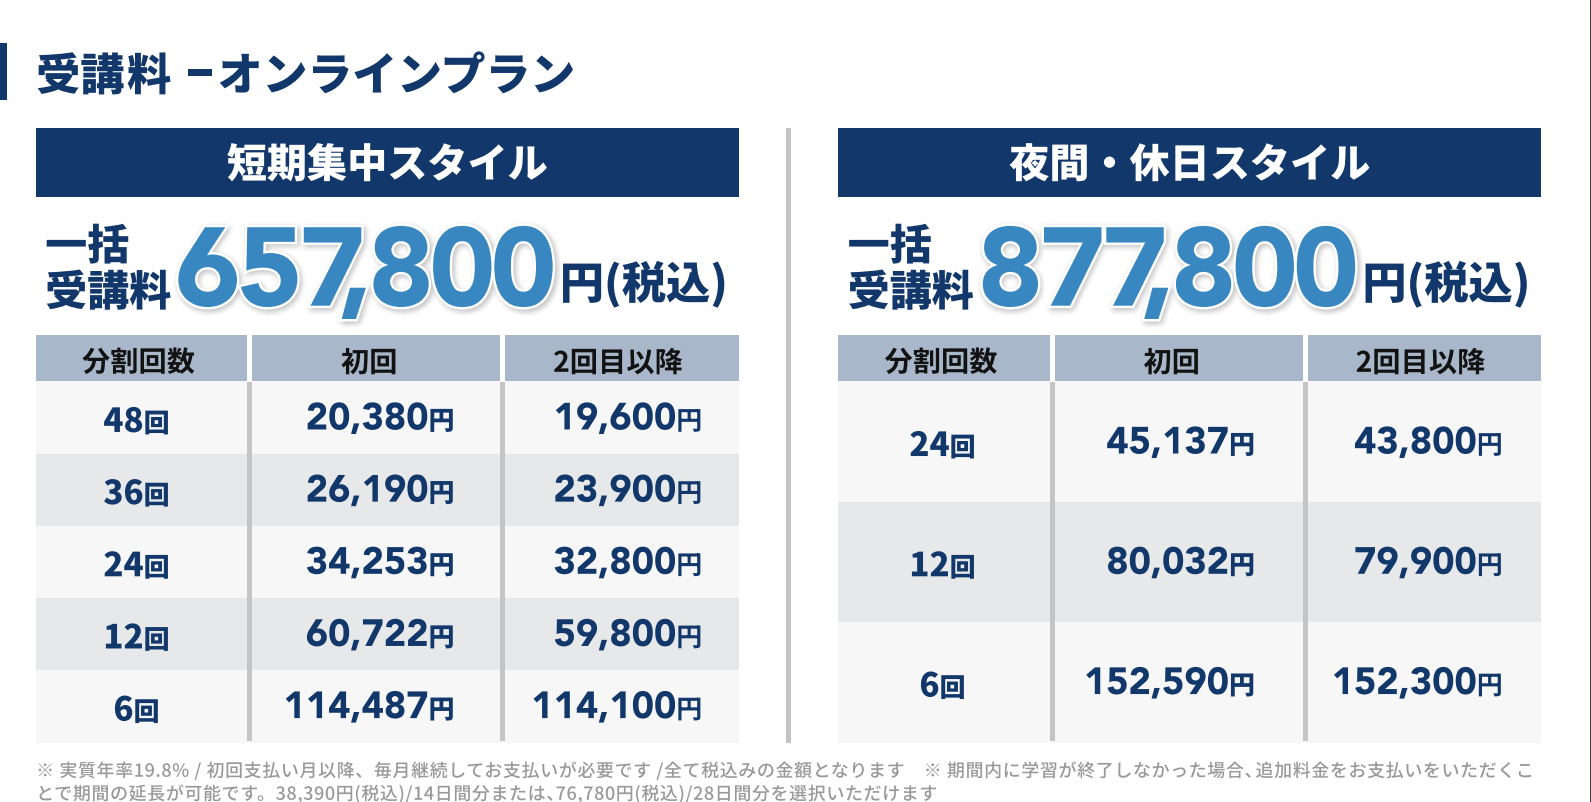 受講料 －オンラインプラン
短期集中スタイル
一括
受講料 657,800円(税込)
分割回数 初回 2回目以降
48回 20,380円 19,600円
36回 26,190円 23,900円
24回 34,253円 32,800円
12回 60,722円 59,800円
6回 114,487円 114,100円
夜間・休日スタイル
一括
受講料 877,800円(税込)
分割回数 初回 2回目以降
24回 45,137円 43,800円
12回 80,032円 79,900円
6回 152,590円 152,300円
※ 実質年率19.8% / 初回支払い月以降、毎月継続してお支払いが必要です /全て税込みの金額となります　※ 期間内に学習が終了しなかった場合、追加料金をお支払いをいただくこ
とで期間の延長が可能です。38,390円(税込)/14日間分または、76,780円(税込)/28日間分を選択いただけます